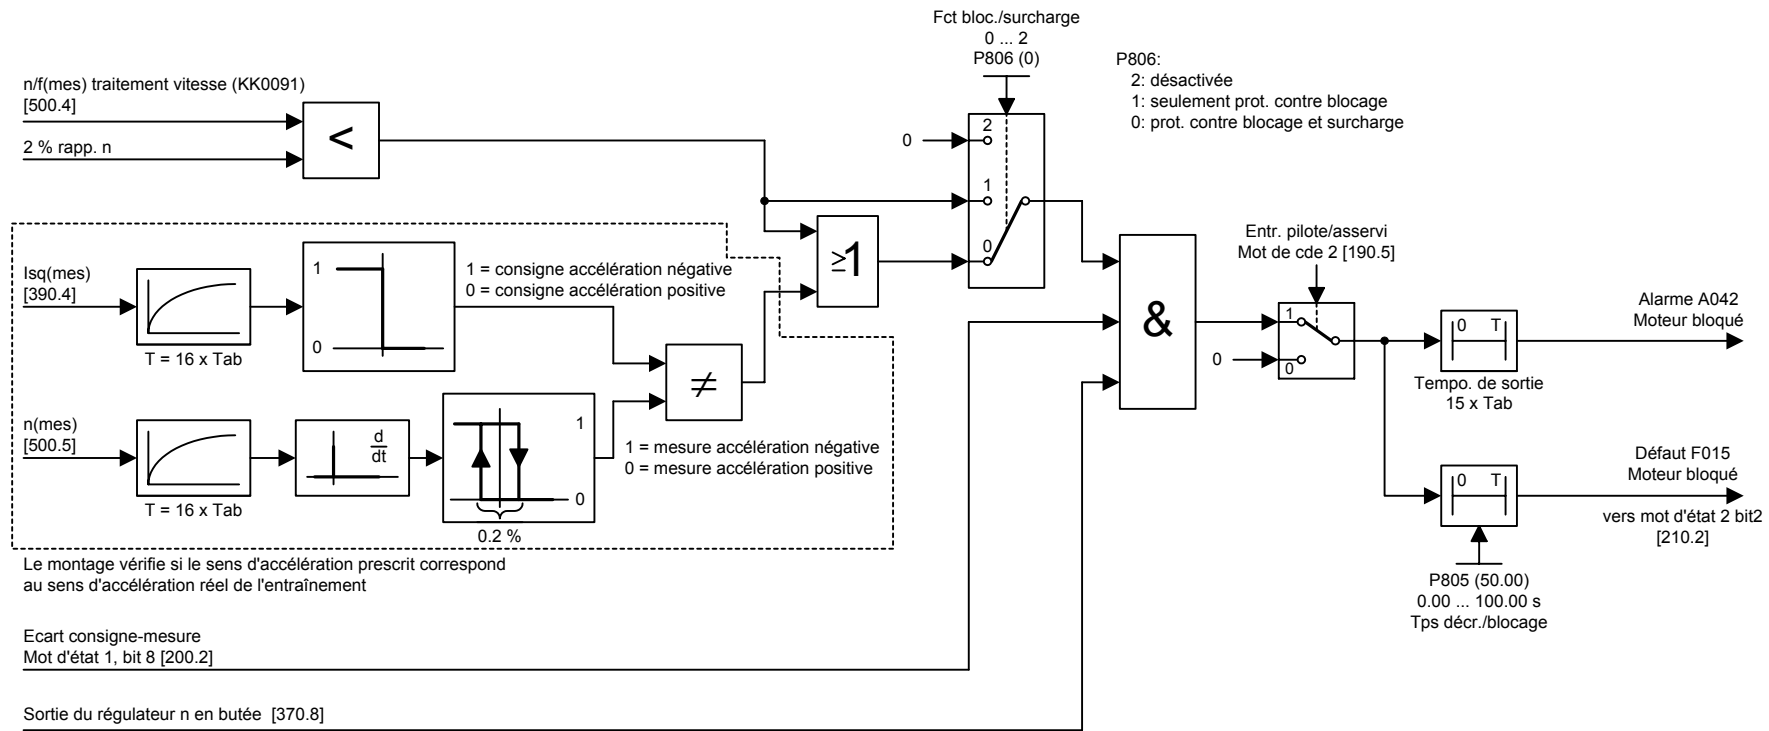 Fct bloc./surcharge
0 ... 2
P806 (0)
P806:
2: désactivée
1: seulement prot. contre blocage
0: prot. contre blocage et surcharge
n/f(mes) traitement vitesse (KK0091)
[500.4]
2 % rapp. n
<
0
2
1
0
≥1
Isq(mes)
[390.4]
T = 16 x Tab
1
0
1 = consigne accélération négative
0 = consigne accélération positive
≠
n(mes)
[500.5]
T = 16 x Tab
d
dt
1
0
0.2 %
1 = mesure accélération négative
0 = mesure accélération positive
Le montage vérifie si le sens d'accélération prescrit correspond
au sens d'accélération réel de l'entraînement
&
Entr. pilote/asservi
Mot de cde 2 [190.5]
1
0
0
0 T
Tempo. de sortie
15 x Tab
Alarme A042
Moteur bloqué
0 T
Défaut F015
Moteur bloqué
vers mot d'état 2 bit2
[210.2]
P805 (50.00)
0.00 ... 100.00 s
Tps décr./blocage
Ecart consigne-mesure
Mot d'état 1, bit 8 [200.2]
Sortie du régulateur n en butée [370.8]